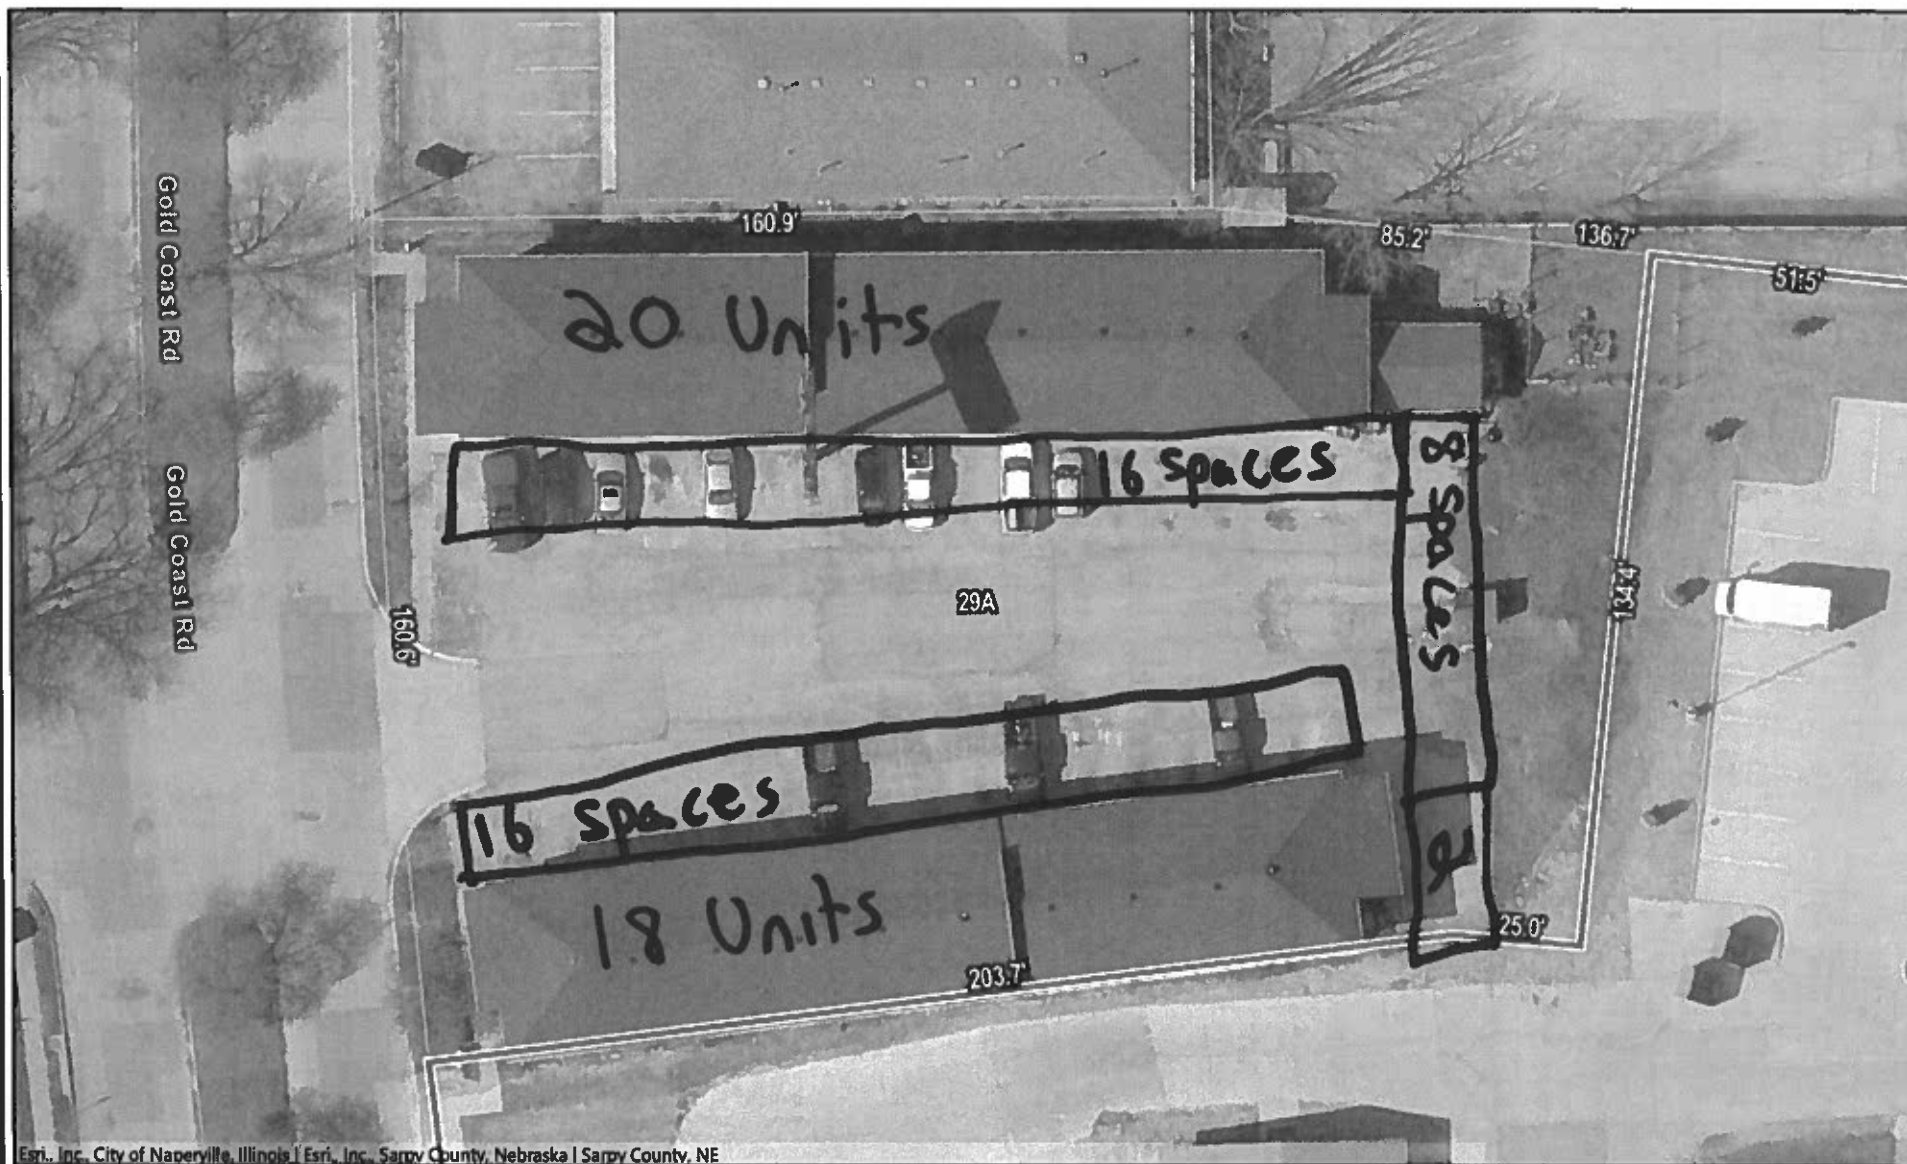 160.9'
85.2'
136.7'
51.5'
Gold Coast Rd
20 Units
16 spaces
8 spaces
Gold Coast Rd
29A
160.6'
134.4'
16 spaces
2
18 Units
25.0'
203.7'
Esri., Inc., City of Naperville, Illinois | Esri., Inc., Sarpy County, Nebraska | Sarpy County, NE